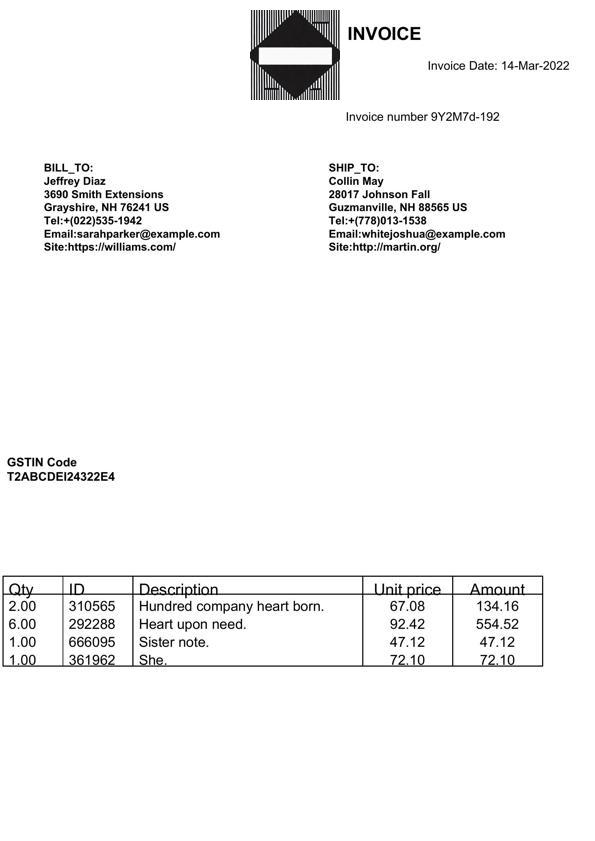 INVOICE
Invoice Date: 14-Mar-2022
Invoice number 9Y2M7d-192
BILL_TO:
Jeffrey Diaz
3690 Smith Extensions
Grayshire, NH 76241 US
Tel:+(022)535-1942
Email:sarahparker@example.com
Site:https://williams.com/
SHIP_TO:
Collin May
28017 Johnson Fall
Guzmanville, NH 88565 US
Tel:+(778)013-1538
Email:whitejoshua@example.com
Site:http://martin.org/
GSTIN Code
T2ABCDEI24322E4
Qty ID Description Unit price Amount
2.00 310565 Hundred company heart born. 67.08 134.16
6.00 292288 Heart upon need. 92.42 554.52
1.00 666095 Sister note. 47.12 47.12
1.00 361962 She. 72.10 72.10